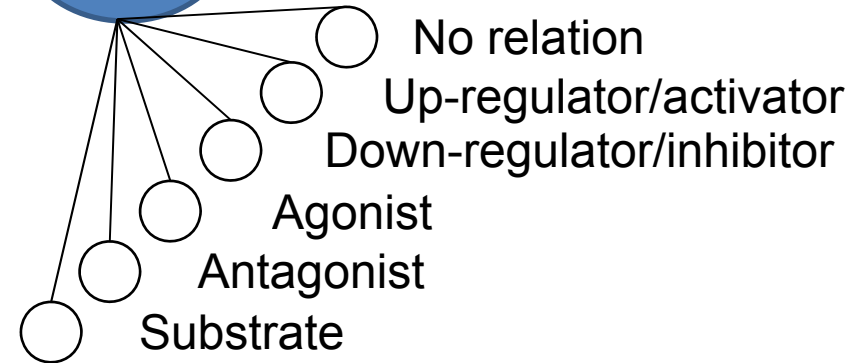 No relation
Up-regulator/activator
Down-regulator/inhibitor
Agonist
Antagonist
Substrate